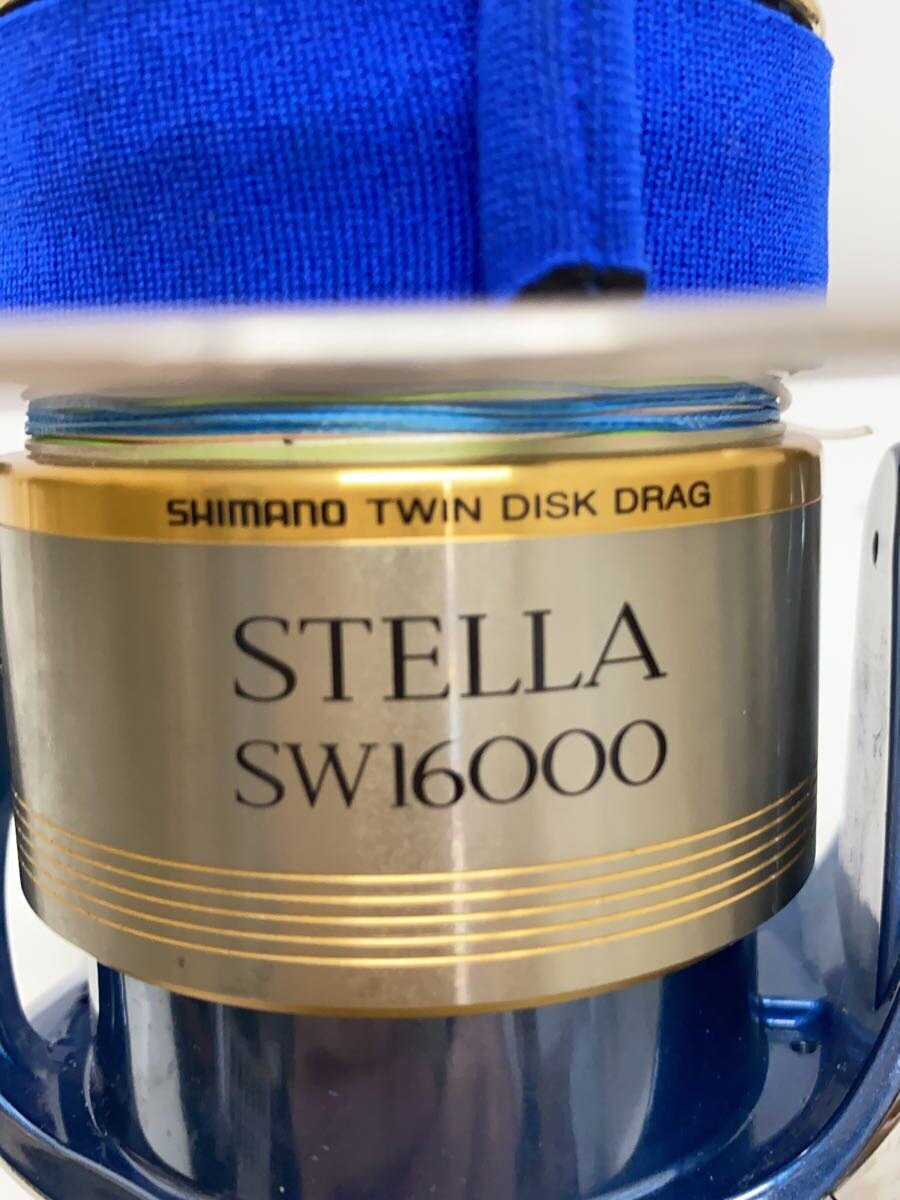 SHIMANO TWIN DISK DRAG
STELLA
SW16000